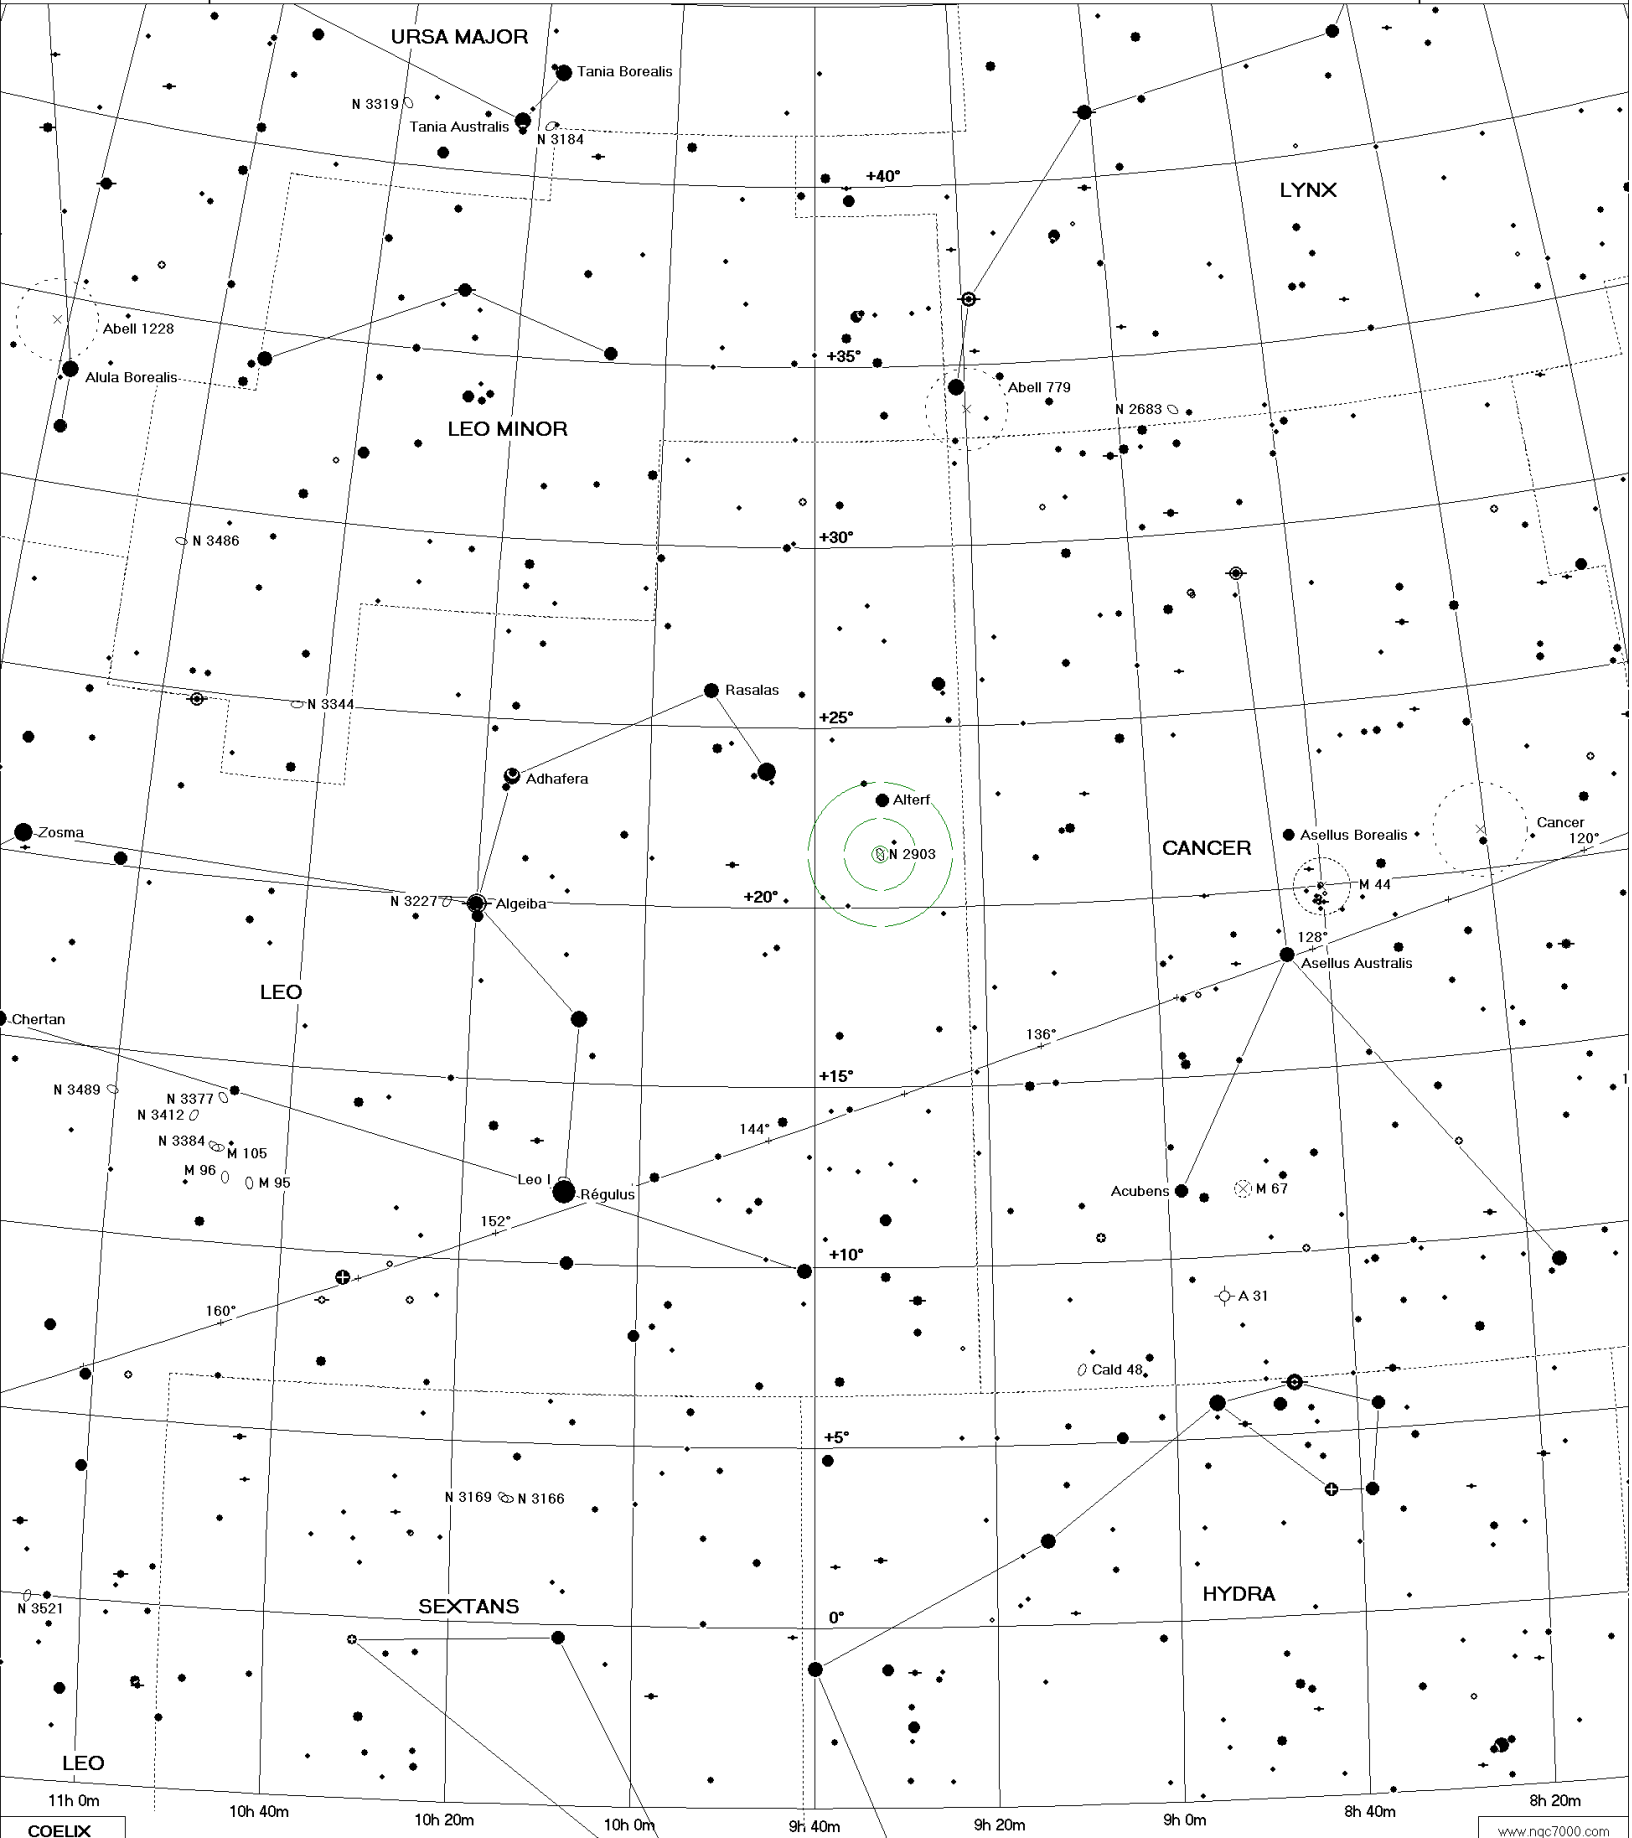 URSA MAJOR
Tania Borealis
N 3319
Tania Australis
N 3184
+40°
LYNX
Abell 1228
+35°
Alula Borealis
Abell 779
N 2683
LEO MINOR
+30°
N 3486
Rasalas
N 3344
+25°
Adhafera
Alterf
Zosma
Asellus Borealis
Cancer
120°
CANCER
N 2903
M 44
N 3227
Algeiba
+20°
128°
Asellus Australis
LEO
Chertan
136°
+15°
N 3489
N 3377
N 3412
144°
N 3384
M 105
M 96
M 95
Leo I
Régulus
Acubens
M 67
152°
+10°
A 31
160°
Cald 48
+5°
N 3169
N 3166
N 3521
SEXTANS
0°
HYDRA
LEO
11h 0m
10h 40m
10h 20m
10h 0m
9h 40m
9h 20m
9h 0m
8h 40m
8h 20m
COELIX
www.ngc7000.com